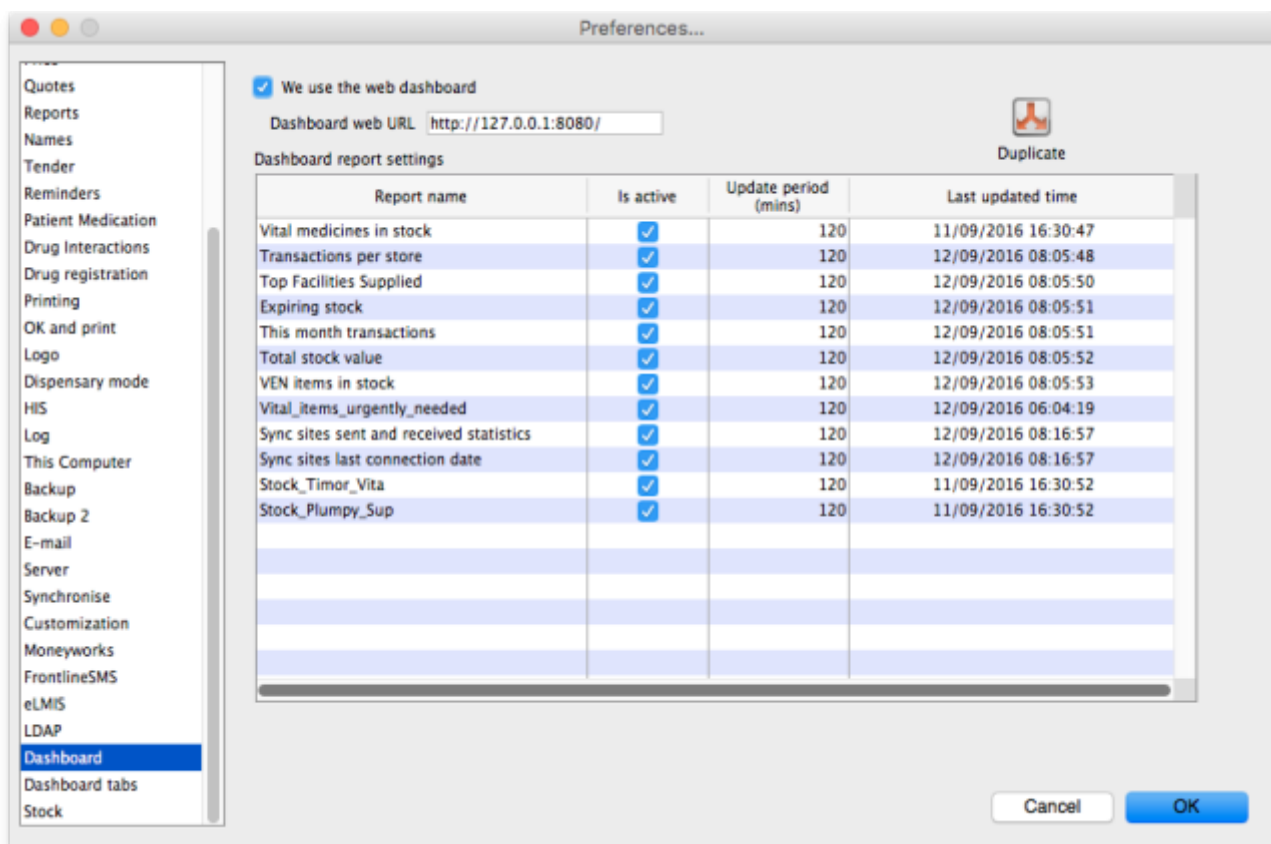 Preferences...
Quotes
Reports
Names
Tender
Reminders
Patient Medication
Drug Interactions
Drug registration
Printing
OK and print
Logo
Dispensary mode
HIS
Log
This Computer
Backup
Backup 2
E-mail
Server
Synchronise
Customization
Moneyworks
FrontlineSMS
eLMIS
LDAP
Dashboard
Dashboard tabs
Stock
We use the web dashboard
Dashboard web URL http://127.0.0.1:8080/
Duplicate
Dashboard report settings
Report name Is active Update period (mins) Last updated time
Vital medicines in stock 120 11/09/2016 16:30:47
Transactions per store 120 12/09/2016 08:05:48
Top Facilities Supplied 120 12/09/2016 08:05:50
Expiring stock 120 12/09/2016 08:05:51
This month transactions 120 12/09/2016 08:05:51
Total stock value 120 12/09/2016 08:05:52
VEN items in stock 120 12/09/2016 08:05:53
Vital_items_urgently_needed 120 12/09/2016 06:04:19
Sync sites sent and received statistics 120 12/09/2016 08:16:57
Sync sites last connection date 120 12/09/2016 08:16:57
Stock_Timor_Vita 120 11/09/2016 16:30:52
Stock_Plumpy_Sup 120 11/09/2016 16:30:52
Cancel OK